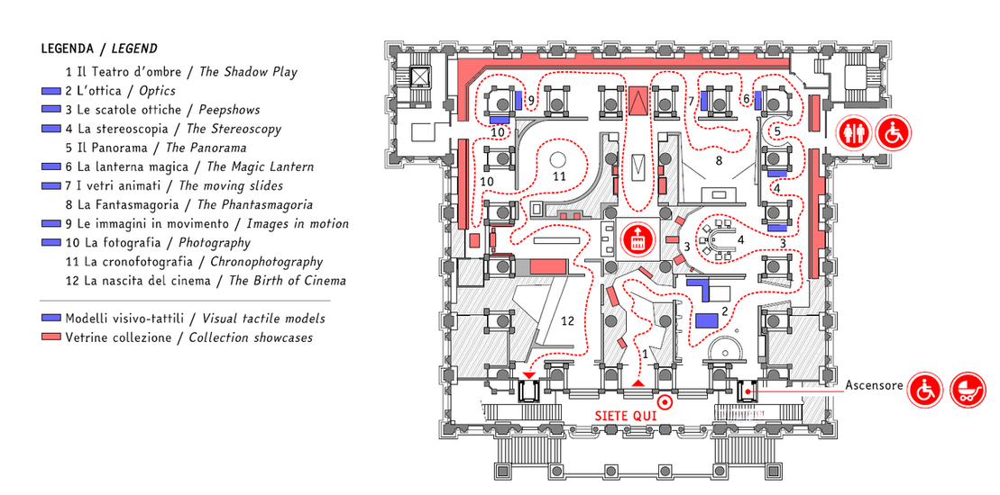 LEGENDA / LEGEND
1 Il Teatro d'ombre / The Shadow Play
2 L'ottica / Optics
3 Le scatole ottiche / Peepshows
4 La stereoscopia / The Stereoscopy
5 Il Panorama / The Panorama
6 La lanterna magica / The Magic Lantern
7 I vetri animati / The moving slides
8 La Fantasmagoria / The Phantasmagoria
9 Le immagini in movimento / Images in motion
10 La fotografia / Photography
11 La cronofotografia / Chronophotography
12 La nascita del cinema / The Birth of Cinema
Modelli visivo-tattili / Visual tactile models
Vetrine collezione / Collection showcases
9
7
6
10
5
8
11
10
4
3
4
3
2
12
1
Ascensore
SIETE QUI